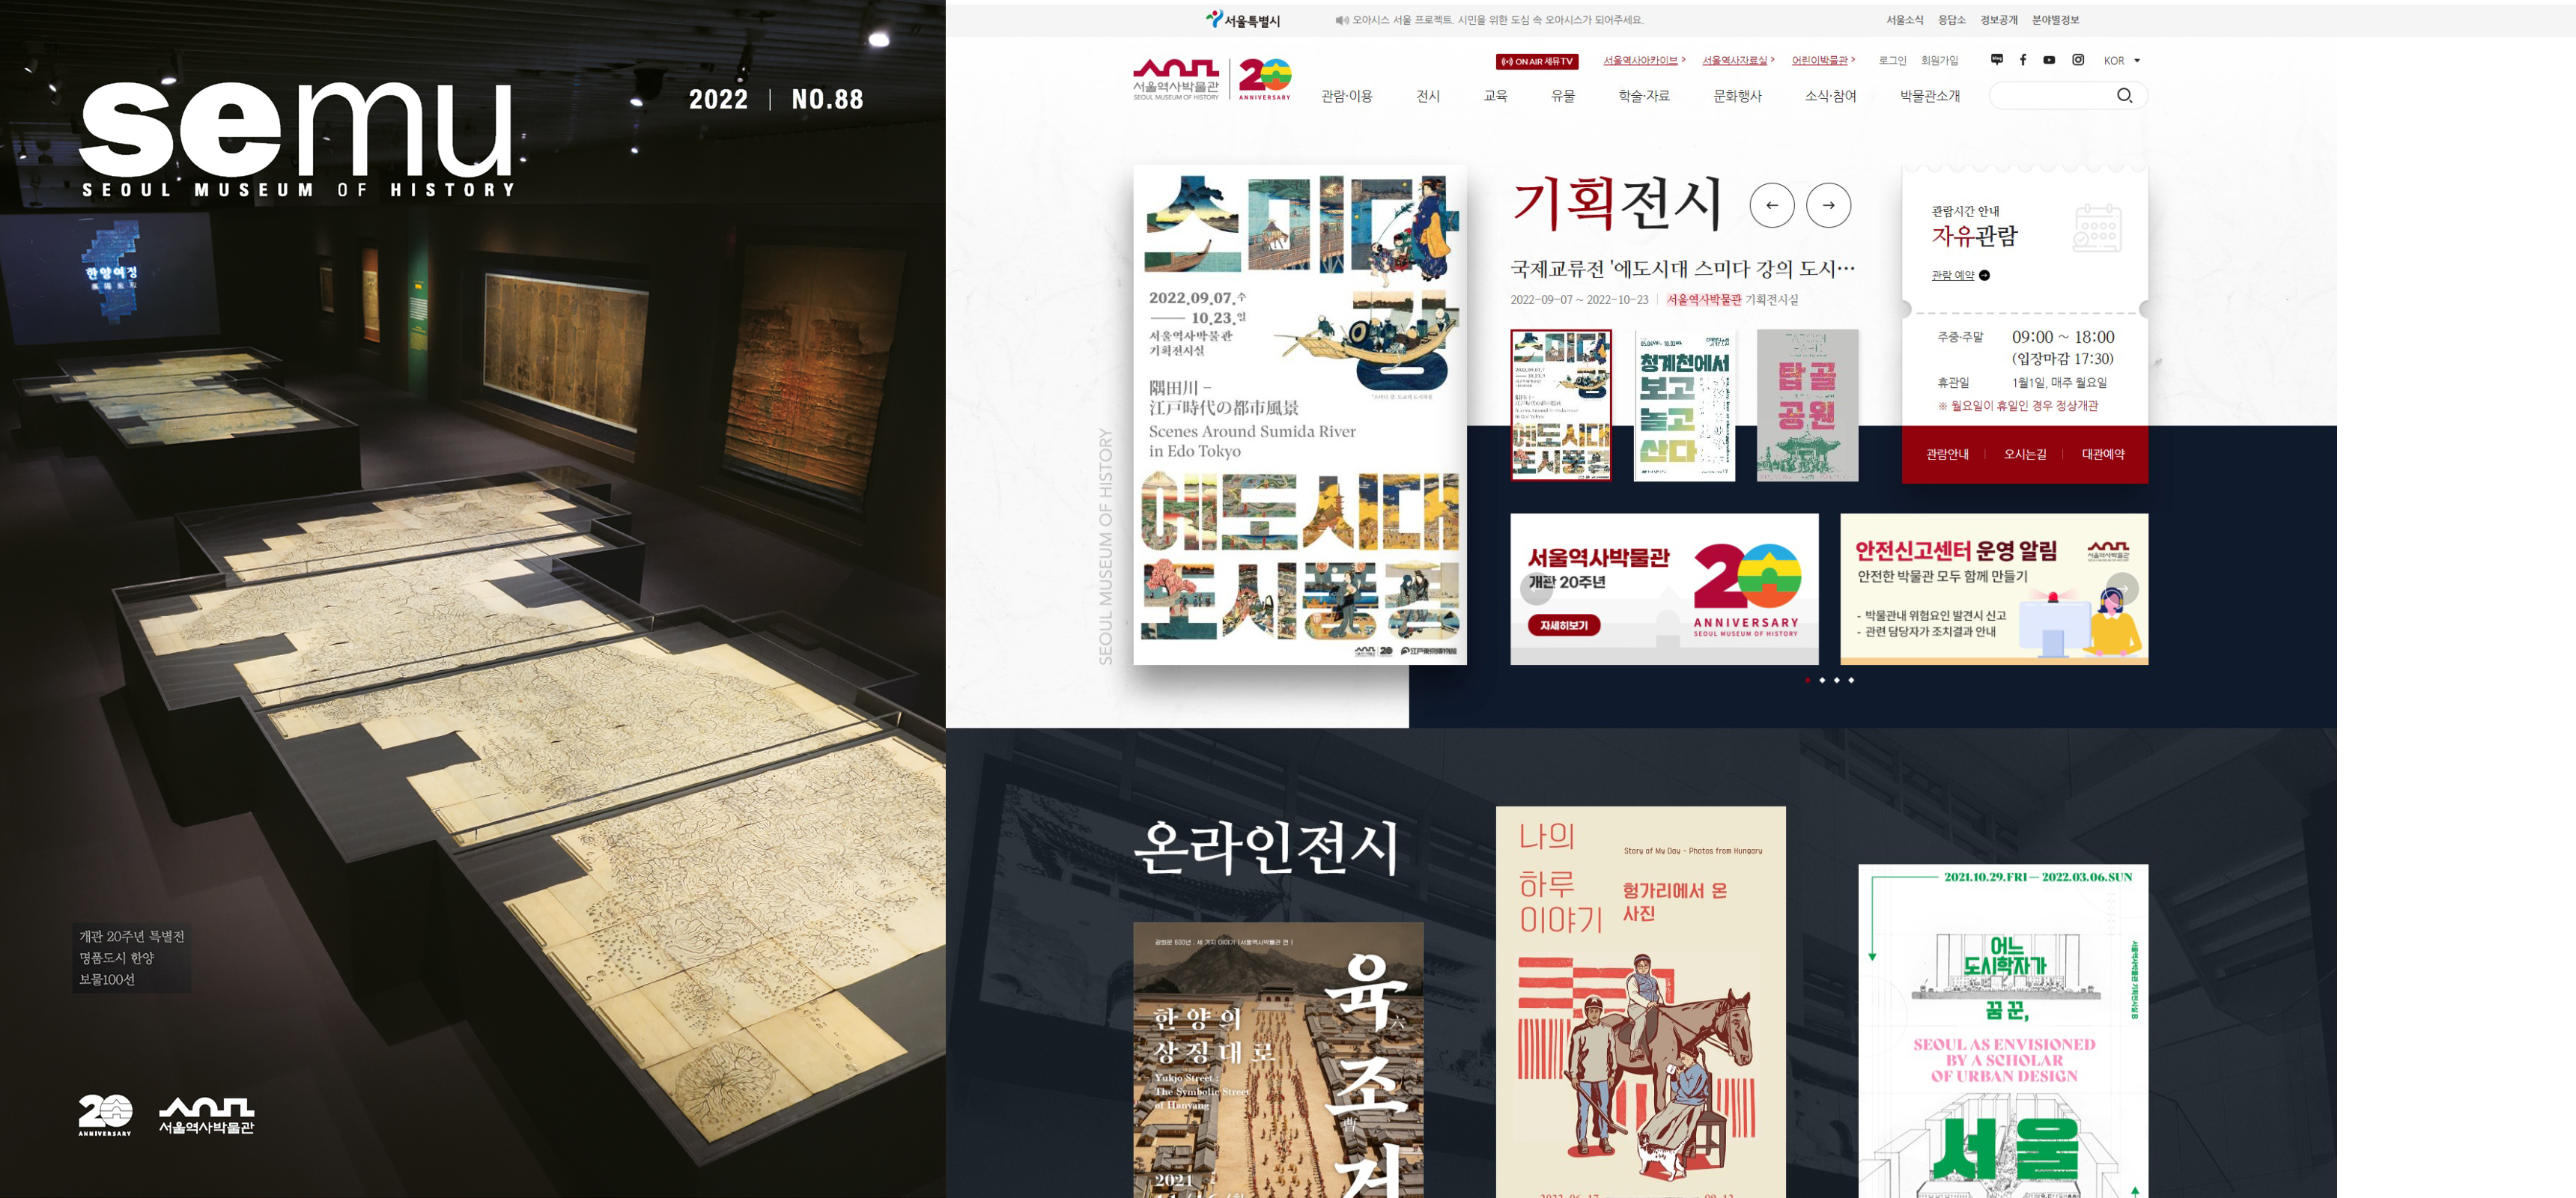 semu
SEOUL MUSEUM OF HISTORY
2022 | NO.88
한양여정
개관 20주년 특별전
명품도시 한양
보물100선
20
ANNIVERSARY
서울역사박물관
서울특별시
오아시스 서울 프로젝트. 시민을 위한 도심 속 오아시스가 되어주세요.
서울소식 응답소 정보공개 분야별정보
서울역사박물관
SEOUL MUSEUM OF HISTORY
20
ANNIVERSARY
ON AIR 세뮤TV
서울역사아카이브 >
서울역사자료실 >
어린이박물관 >
로그인 회원가입
KOR
관람·이용 전시 교육 유물 학술·자료 문화행사 소식·참여 박물관소개
SEOUL MUSEUM OF HISTORY
스미다
2022.09.07.수
10.23.일
서울역사박물관
기획전시실
강
隅田川 –
江戸時代の都市風景
Scenes Around Sumida River
in Edo Tokyo
에도시대
도시풍경
기획전시
← →
국제교류전 '에도시대 스미다 강의 도시…
2022-09-07 ~ 2022-10-23 | 서울역사박물관 기획전시실
스미다
에도시대
도시풍경
청계천에서
보고
놀고
산다
탑골
공원
관람시간 안내
자유관람
관람 예약
주중·주말 09:00 ~ 18:00
(입장마감 17:30)
휴관일 1월1일, 매주 월요일
※ 월요일이 휴일인 경우 정상개관
관람안내 | 오시는길 | 대관예약
서울역사박물관
개관 20주년
자세히보기
20
ANNIVERSARY
SEOUL MUSEUM OF HISTORY
안전신고센터 운영 알림
안전한 박물관 모두 함께 만들기
- 박물관내 위험요인 발견시 신고
- 관련 담당자가 조치결과 안내
온라인전시
한양의
상징대로
Yukjo Street :
The Symbolic Street
of Hanyang
육조거
2021
나의
하루
이야기
Story of My Day - Photos from Hungary
헝가리에서 온
사진
2021.10.29.FRI — 2022.03.06.SUN
어느
도시학자가
꿈 꾼,
서울역사박물관 기획전시실 B
SEOUL AS ENVISIONED
BY A SCHOLAR
OF URBAN DESIGN
서울